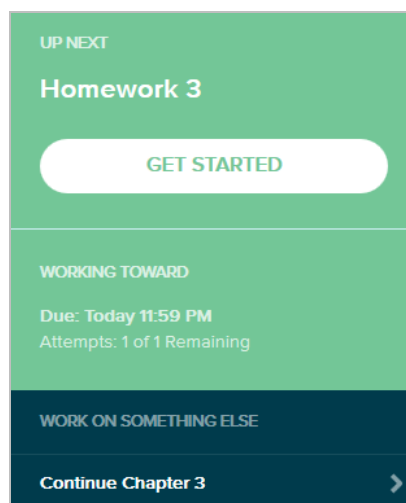 UP NEXT
Homework 3
GET STARTED
WORKING TOWARD
Due: Today 11:59 PM
Attempts: 1 of 1 Remaining
WORK ON SOMETHING ELSE
Continue Chapter 3